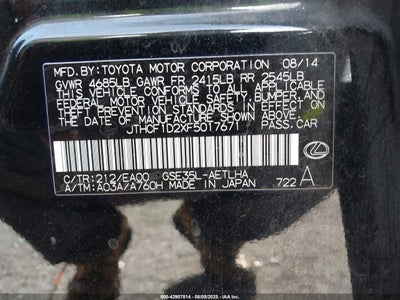 MFD.BY:TOYOTA MOTOR CORPORATION 08/14
GVWR 4685LB GAWR FR 2415LB RR 2545LB
THIS VEHICLE CONFORMS TO ALL APPLICABLE
FEDERAL MOTOR VEHICLE SAFETY, BUMPER, AND
THEFT PREVENTION STANDARDS IN EFFECT ON
THE DATE OF MANUFACTURE SHOWN ABOVE.
JTHCF1D2XF5017671 PASS.CAR
C/TR:212/EA00 GSE35L-AETLHA
A/TM:A03A/A760H MADE IN JAPAN 722 A
000-42907814 - 08/05/2025 - IAAI.COM